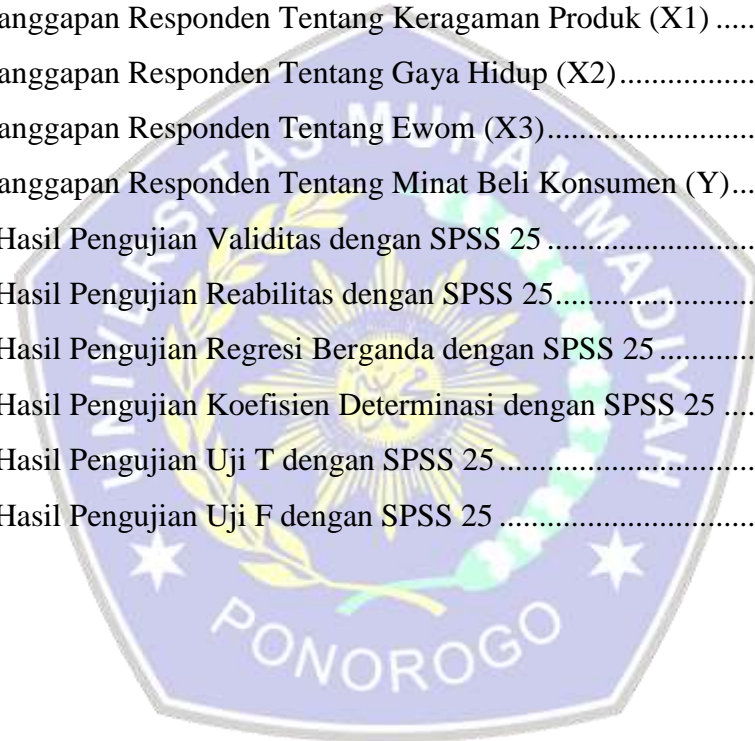 anggapan Responden Tentang Keragaman Produk (X1) .....
anggapan Responden Tentang Gaya Hidup (X2)..................
anggapan Responden Tentang Ewom (X3)...........................
anggapan Responden Tentang Minat Beli Konsumen (Y)...
Hasil Pengujian Validitas dengan SPSS 25 ...........................
Hasil Pengujian Reabilitas dengan SPSS 25..........................
Hasil Pengujian Regresi Berganda dengan SPSS 25 ............
Hasil Pengujian Koefisien Determinasi dengan SPSS 25 ....
Hasil Pengujian Uji T dengan SPSS 25 .................................
Hasil Pengujian Uji F dengan SPSS 25 .................................
UNIVERSITAS MUHAMMADIYAH
PONOROGO